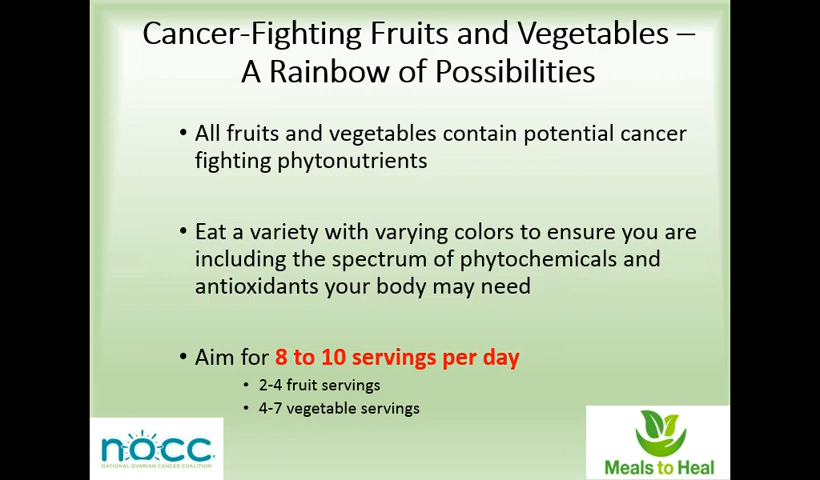 Cancer-Fighting Fruits and Vegetables –
A Rainbow of Possibilities
• All fruits and vegetables contain potential cancer
fighting phytonutrients
• Eat a variety with varying colors to ensure you are
including the spectrum of phytochemicals and
antioxidants your body may need
• Aim for 8 to 10 servings per day
• 2-4 fruit servings
• 4-7 vegetable servings
nocc
NATIONAL OVARIAN CANCER COALITION
Meals to Heal